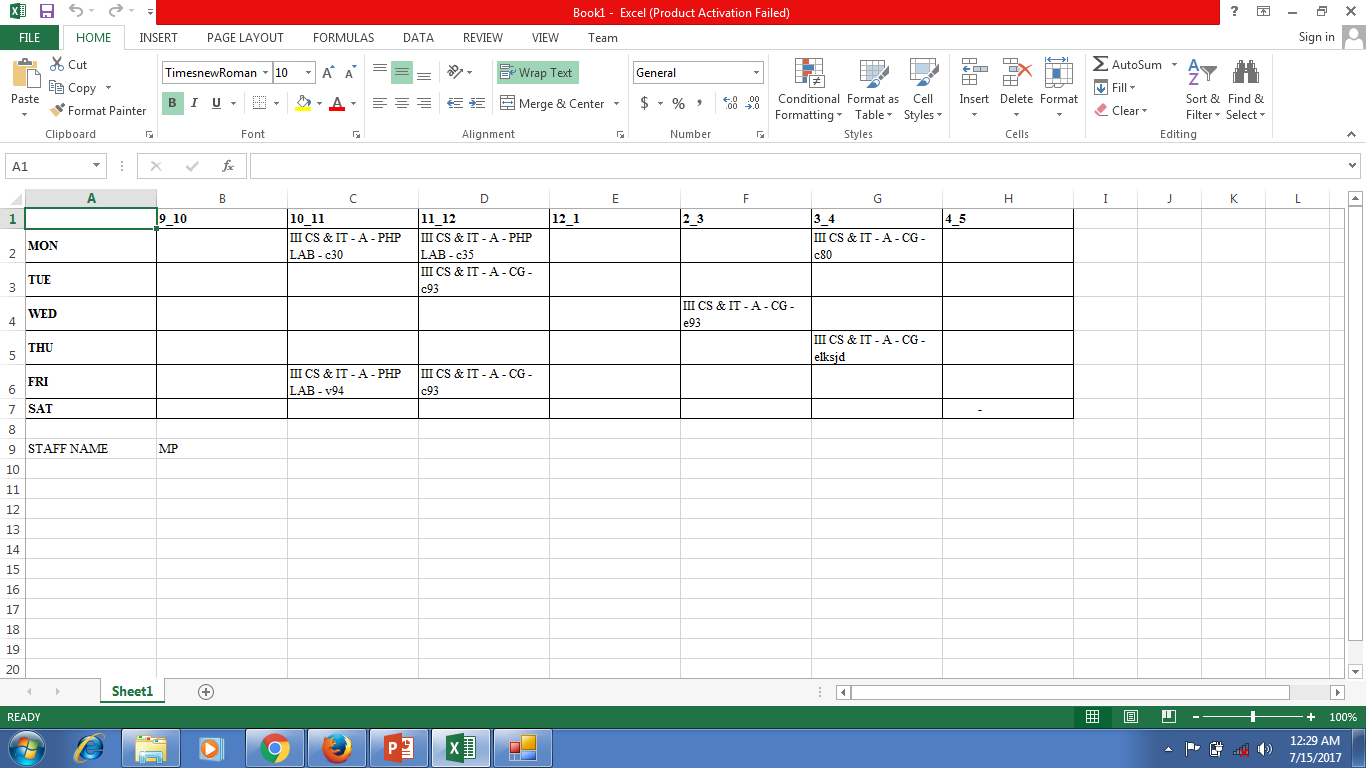 Book1 - Excel (Product Activation Failed)
FILE HOME INSERT PAGE LAYOUT FORMULAS DATA REVIEW VIEW Team Sign in
Paste Cut Copy Format Painter Clipboard
TimesnewRoman 10 B I U A A A Font
Wrap Text Merge & Center Alignment
General $ % , .0 .00 .00 .0 Number
Conditional Formatting Format as Table Cell Styles Styles
Insert Delete Format Cells
AutoSum Fill Clear Sort & Filter Find & Select Editing
A1 fx
A B C D E F G H I J K L
1 9_10 10_11 11_12 12_1 2_3 3_4 4_5
2 MON III CS & IT - A - PHP LAB - c30 III CS & IT - A - PHP LAB - c35 III CS & IT - A - CG - c80
3 TUE III CS & IT - A - CG - c93
4 WED III CS & IT - A - CG - e93
5 THU III CS & IT - A - CG - elksjd
6 FRI III CS & IT - A - PHP LAB - v94 III CS & IT - A - CG - c93
7 SAT -
8
9 STAFF NAME MP
10
11
12
13
14
15
16
17
18
19
20
Sheet1
READY 100%
12:29 AM
7/15/2017